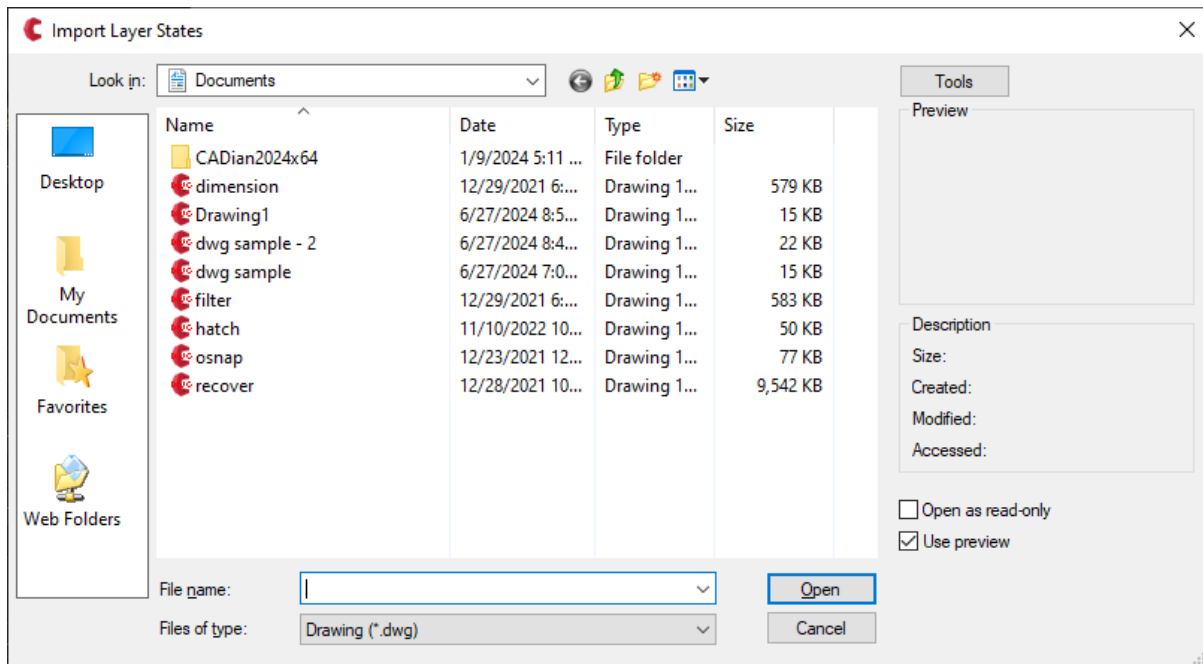 Import Layer States
Look in: Documents
Tools
Desktop
My
Documents
Favorites
Web Folders
Name Date Type Size
CADian2024x64 1/9/2024 5:11 ... File folder
dimension 12/29/2021 6:... Drawing 1... 579 KB
Drawing1 6/27/2024 8:5... Drawing 1... 15 KB
dwg sample - 2 6/27/2024 8:4... Drawing 1... 22 KB
dwg sample 6/27/2024 7:0... Drawing 1... 15 KB
filter 12/29/2021 6:... Drawing 1... 583 KB
hatch 11/10/2022 10... Drawing 1... 50 KB
osnap 12/23/2021 12... Drawing 1... 77 KB
recover 12/28/2021 10... Drawing 1... 9,542 KB
Preview
Description
Size:
Created:
Modified:
Accessed:
Open as read-only
Use preview
File name:
Open
Files of type: Drawing (*.dwg)
Cancel